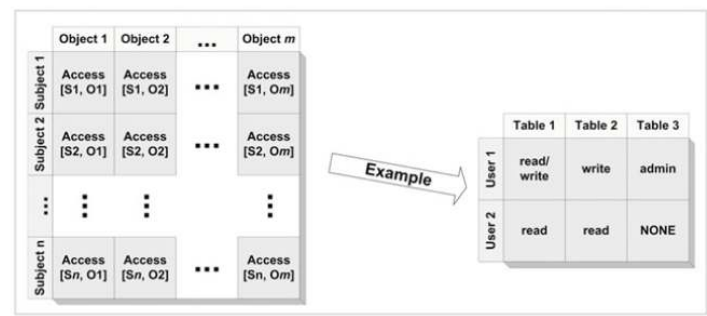 Object 1 Object 2 ... Object m
Subject 1
Access Access ... Access
[S1, O1] [S1, O2] [S1, Om]
Subject 2
Access Access ... Access
[S2, O1] [S2, O2] [S2, Om]
...
Subject n
Access Access ... Access
[Sn, O1] [Sn, O2] [Sn, Om]
Example
Table 1 Table 2 Table 3
User 1
read/
write write admin
User 2
read read NONE